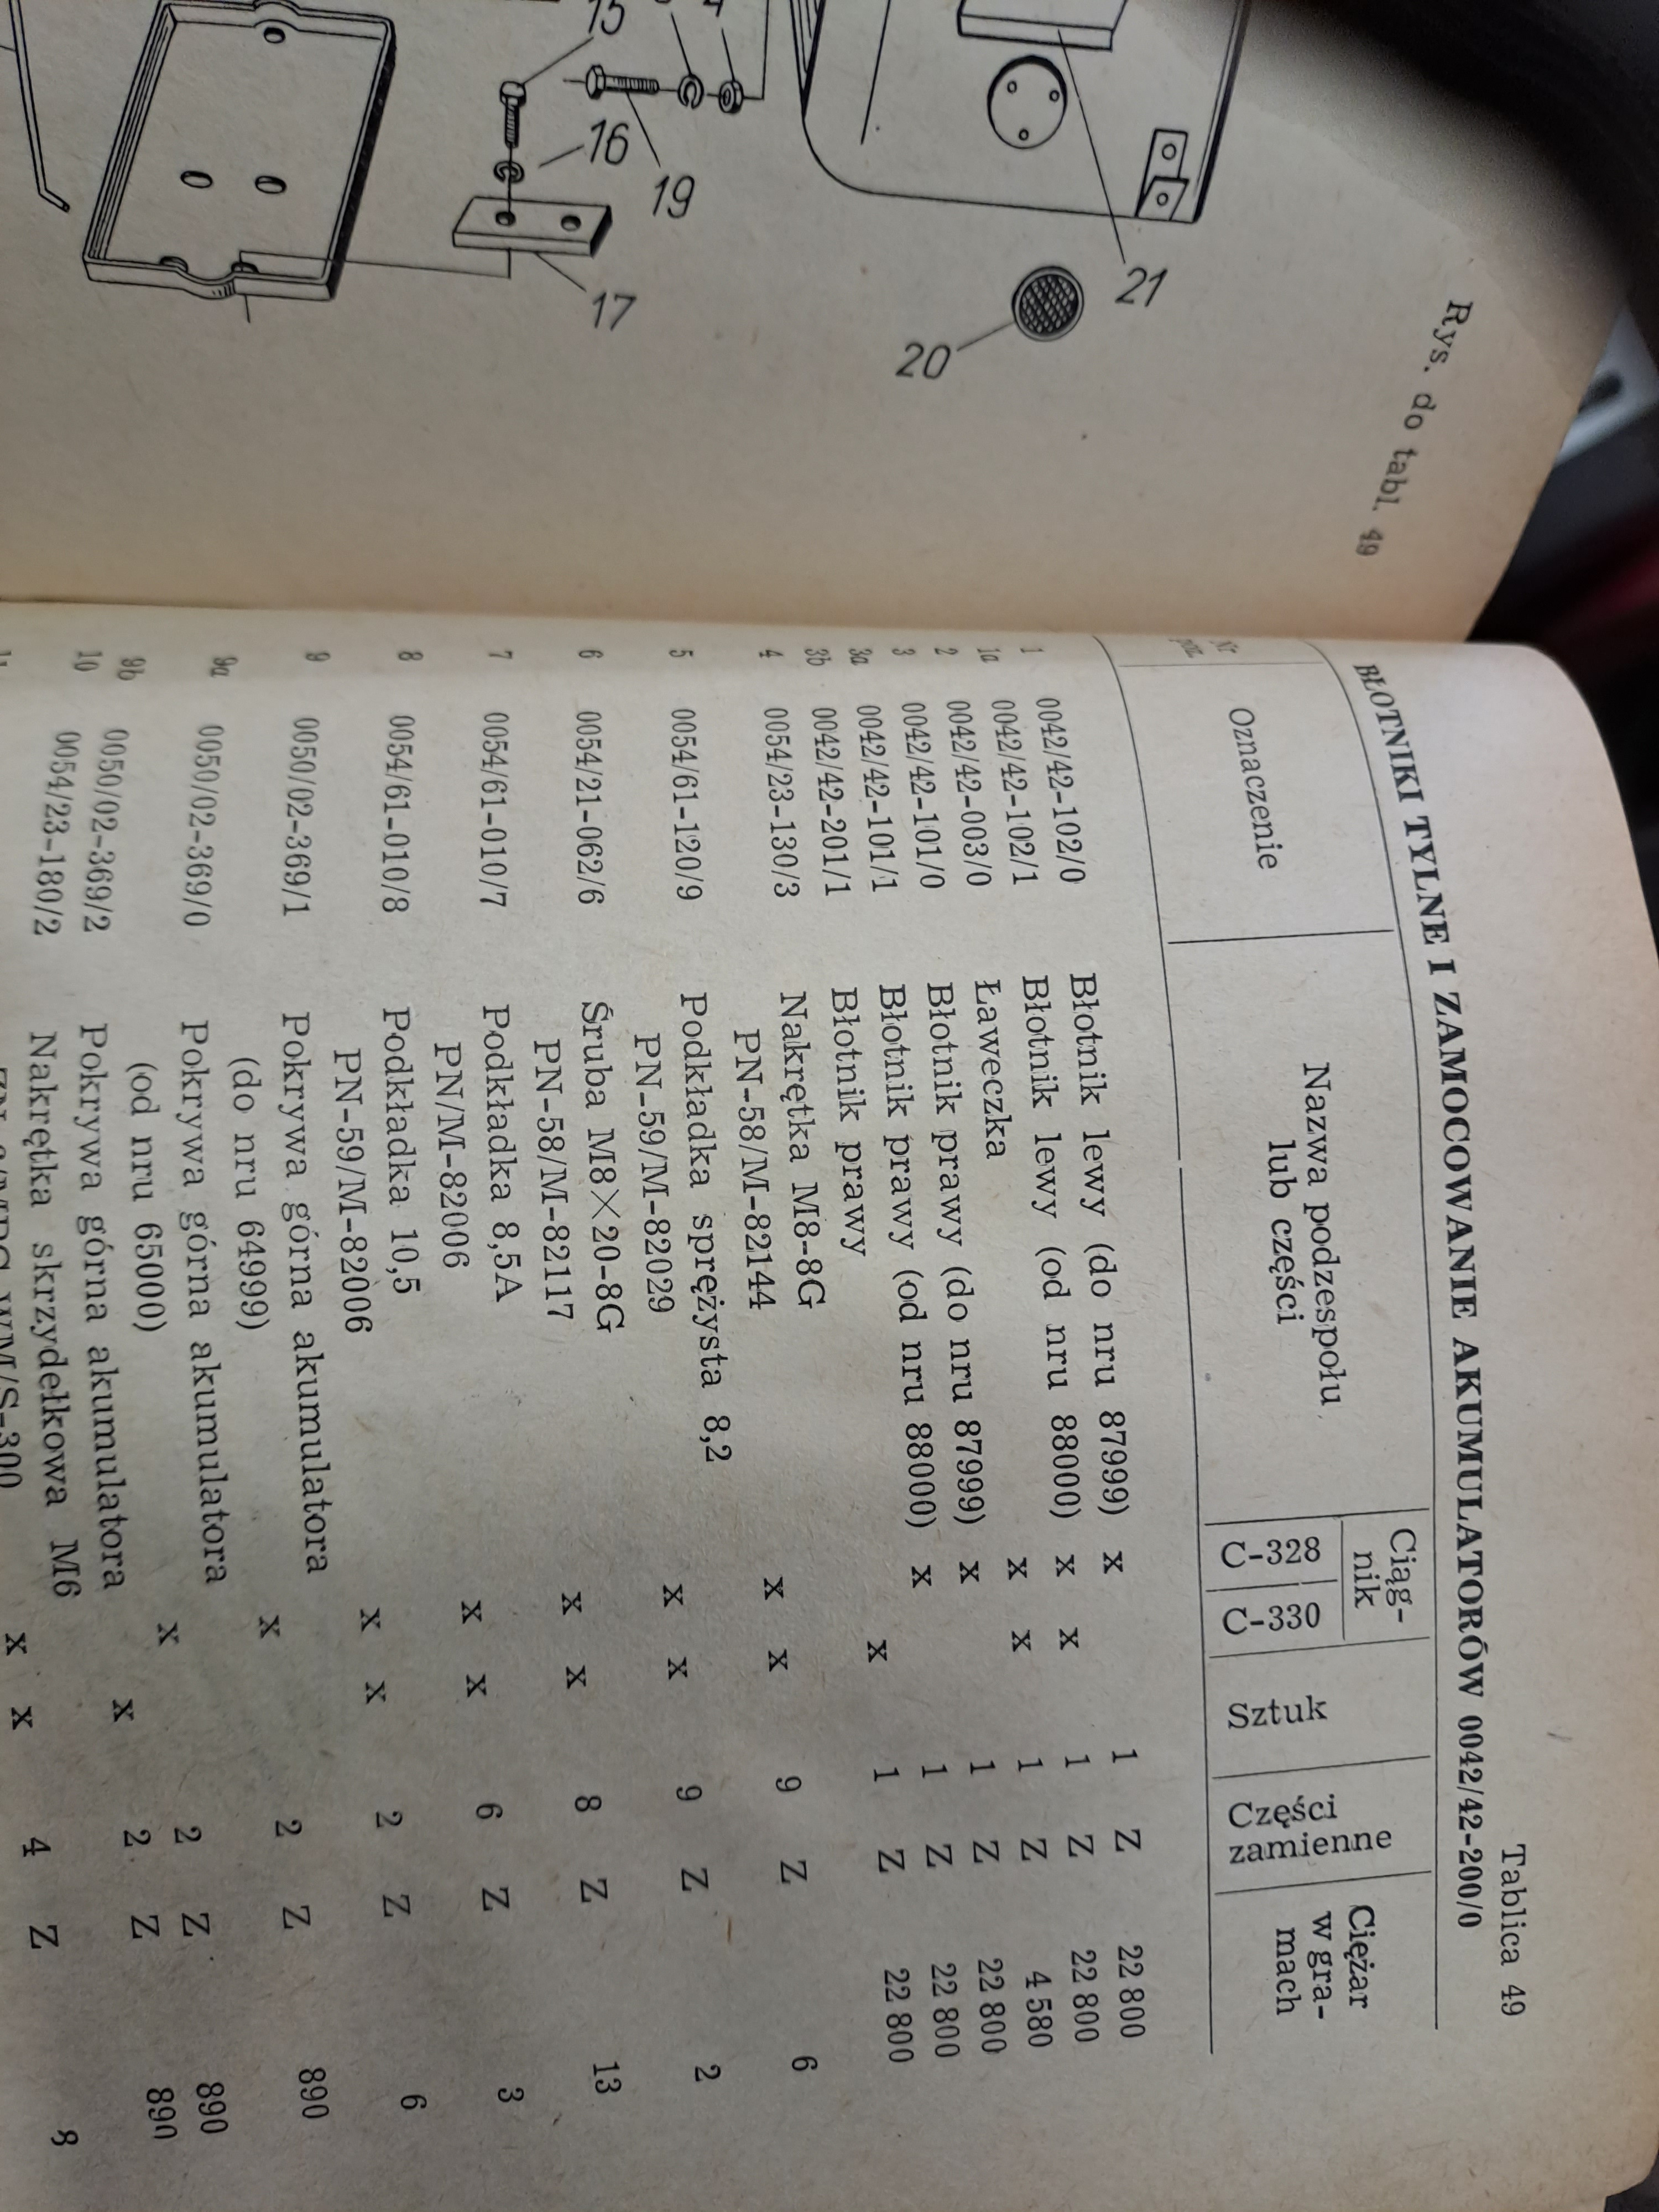 Rys. do tabl. 49
15
16
19
17
20
21
Tablica 49
BŁOTNIKI TYLNE I ZAMOCOWANIE AKUMULATORÓW 0042/42-200/0
Nr poz. Oznaczenie Nazwa podzespołu lub części Ciąg-nik C-328 C-330 Sztuk Części zamienne Ciężar w gra-mach
1 0042/42-102/0 Błotnik lewy (do nru 87999) x 1 Z 22 800
1a 0042/42-102/1 Błotnik lewy (od nru 88000) x x 1 Z 22 800
2 0042/42-003/0 Ławeczka x x 1 Z 4 580
3 0042/42-101/0 Błotnik prawy (do nru 87999) x 1 Z 22 800
3a 0042/42-101/1 Błotnik prawy (od nru 88000) x 1 Z 22 800
3b 0042/42-201/1 Błotnik prawy x 1 Z 22 800
4 0054/23-130/3 Nakrętka M8-8G
PN-58/M-82144 x x 9 Z 6
5 0054/61-120/9 Podkładka sprężysta 8,2
PN-59/M-82029 x x 9 Z 2
6 0054/21-062/6 Śruba M8×20-8G
PN-58/M-82117 x x 8 Z 13
7 0054/61-010/7 Podkładka 8,5A
PN/M-82006 x x 6 Z 3
8 0054/61-010/8 Podkładka 10,5
PN-59/M-82006 x x 2 Z 6
9 0050/02-369/1 Pokrywa górna akumulatora
(do nru 64999) x 2 Z 890
9a 0050/02-369/0 Pokrywa górna akumulatora
(od nru 65000) x 2 Z 890
9b 0050/02-369/2 Pokrywa górna akumulatora x 2 Z 890
10 0054/23-180/2 Nakrętka skrzydełkowa M6
x x 4 Z 8